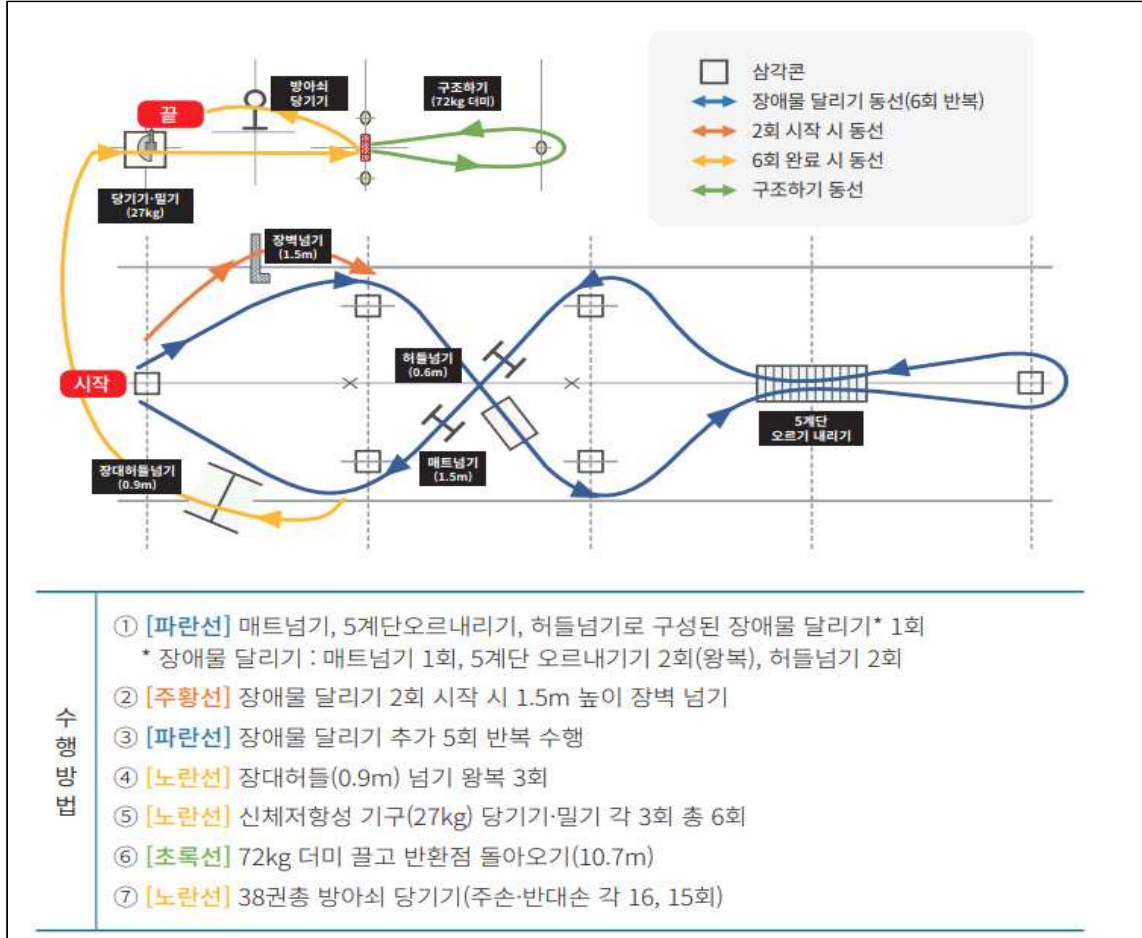 끝
방아쇠
당기기
구조하기
(72kg 더미)
당기기·밀기
(27kg)
삼각콘
장애물 달리기 동선(6회 반복)
2회 시작 시 동선
6회 완료 시 동선
구조하기 동선
장벽넘기
(1.5m)
시작
허들넘기
(0.6m)
매트넘기
(1.5m)
5계단
오르기 내리기
장대허들넘기
(0.9m)
수행방법
① [파란선] 매트넘기, 5계단오르내리기, 허들넘기로 구성된 장애물 달리기* 1회
* 장애물 달리기 : 매트넘기 1회, 5계단 오르내기기 2회(왕복), 허들넘기 2회
② [주황선] 장애물 달리기 2회 시작 시 1.5m 높이 장벽 넘기
③ [파란선] 장애물 달리기 추가 5회 반복 수행
④ [노란선] 장대허들(0.9m) 넘기 왕복 3회
⑤ [노란선] 신체저항성 기구(27kg) 당기기·밀기 각 3회 총 6회
⑥ [초록선] 72kg 더미 끌고 반환점 돌아오기(10.7m)
⑦ [노란선] 38권총 방아쇠 당기기(주손·반대손 각 16, 15회)